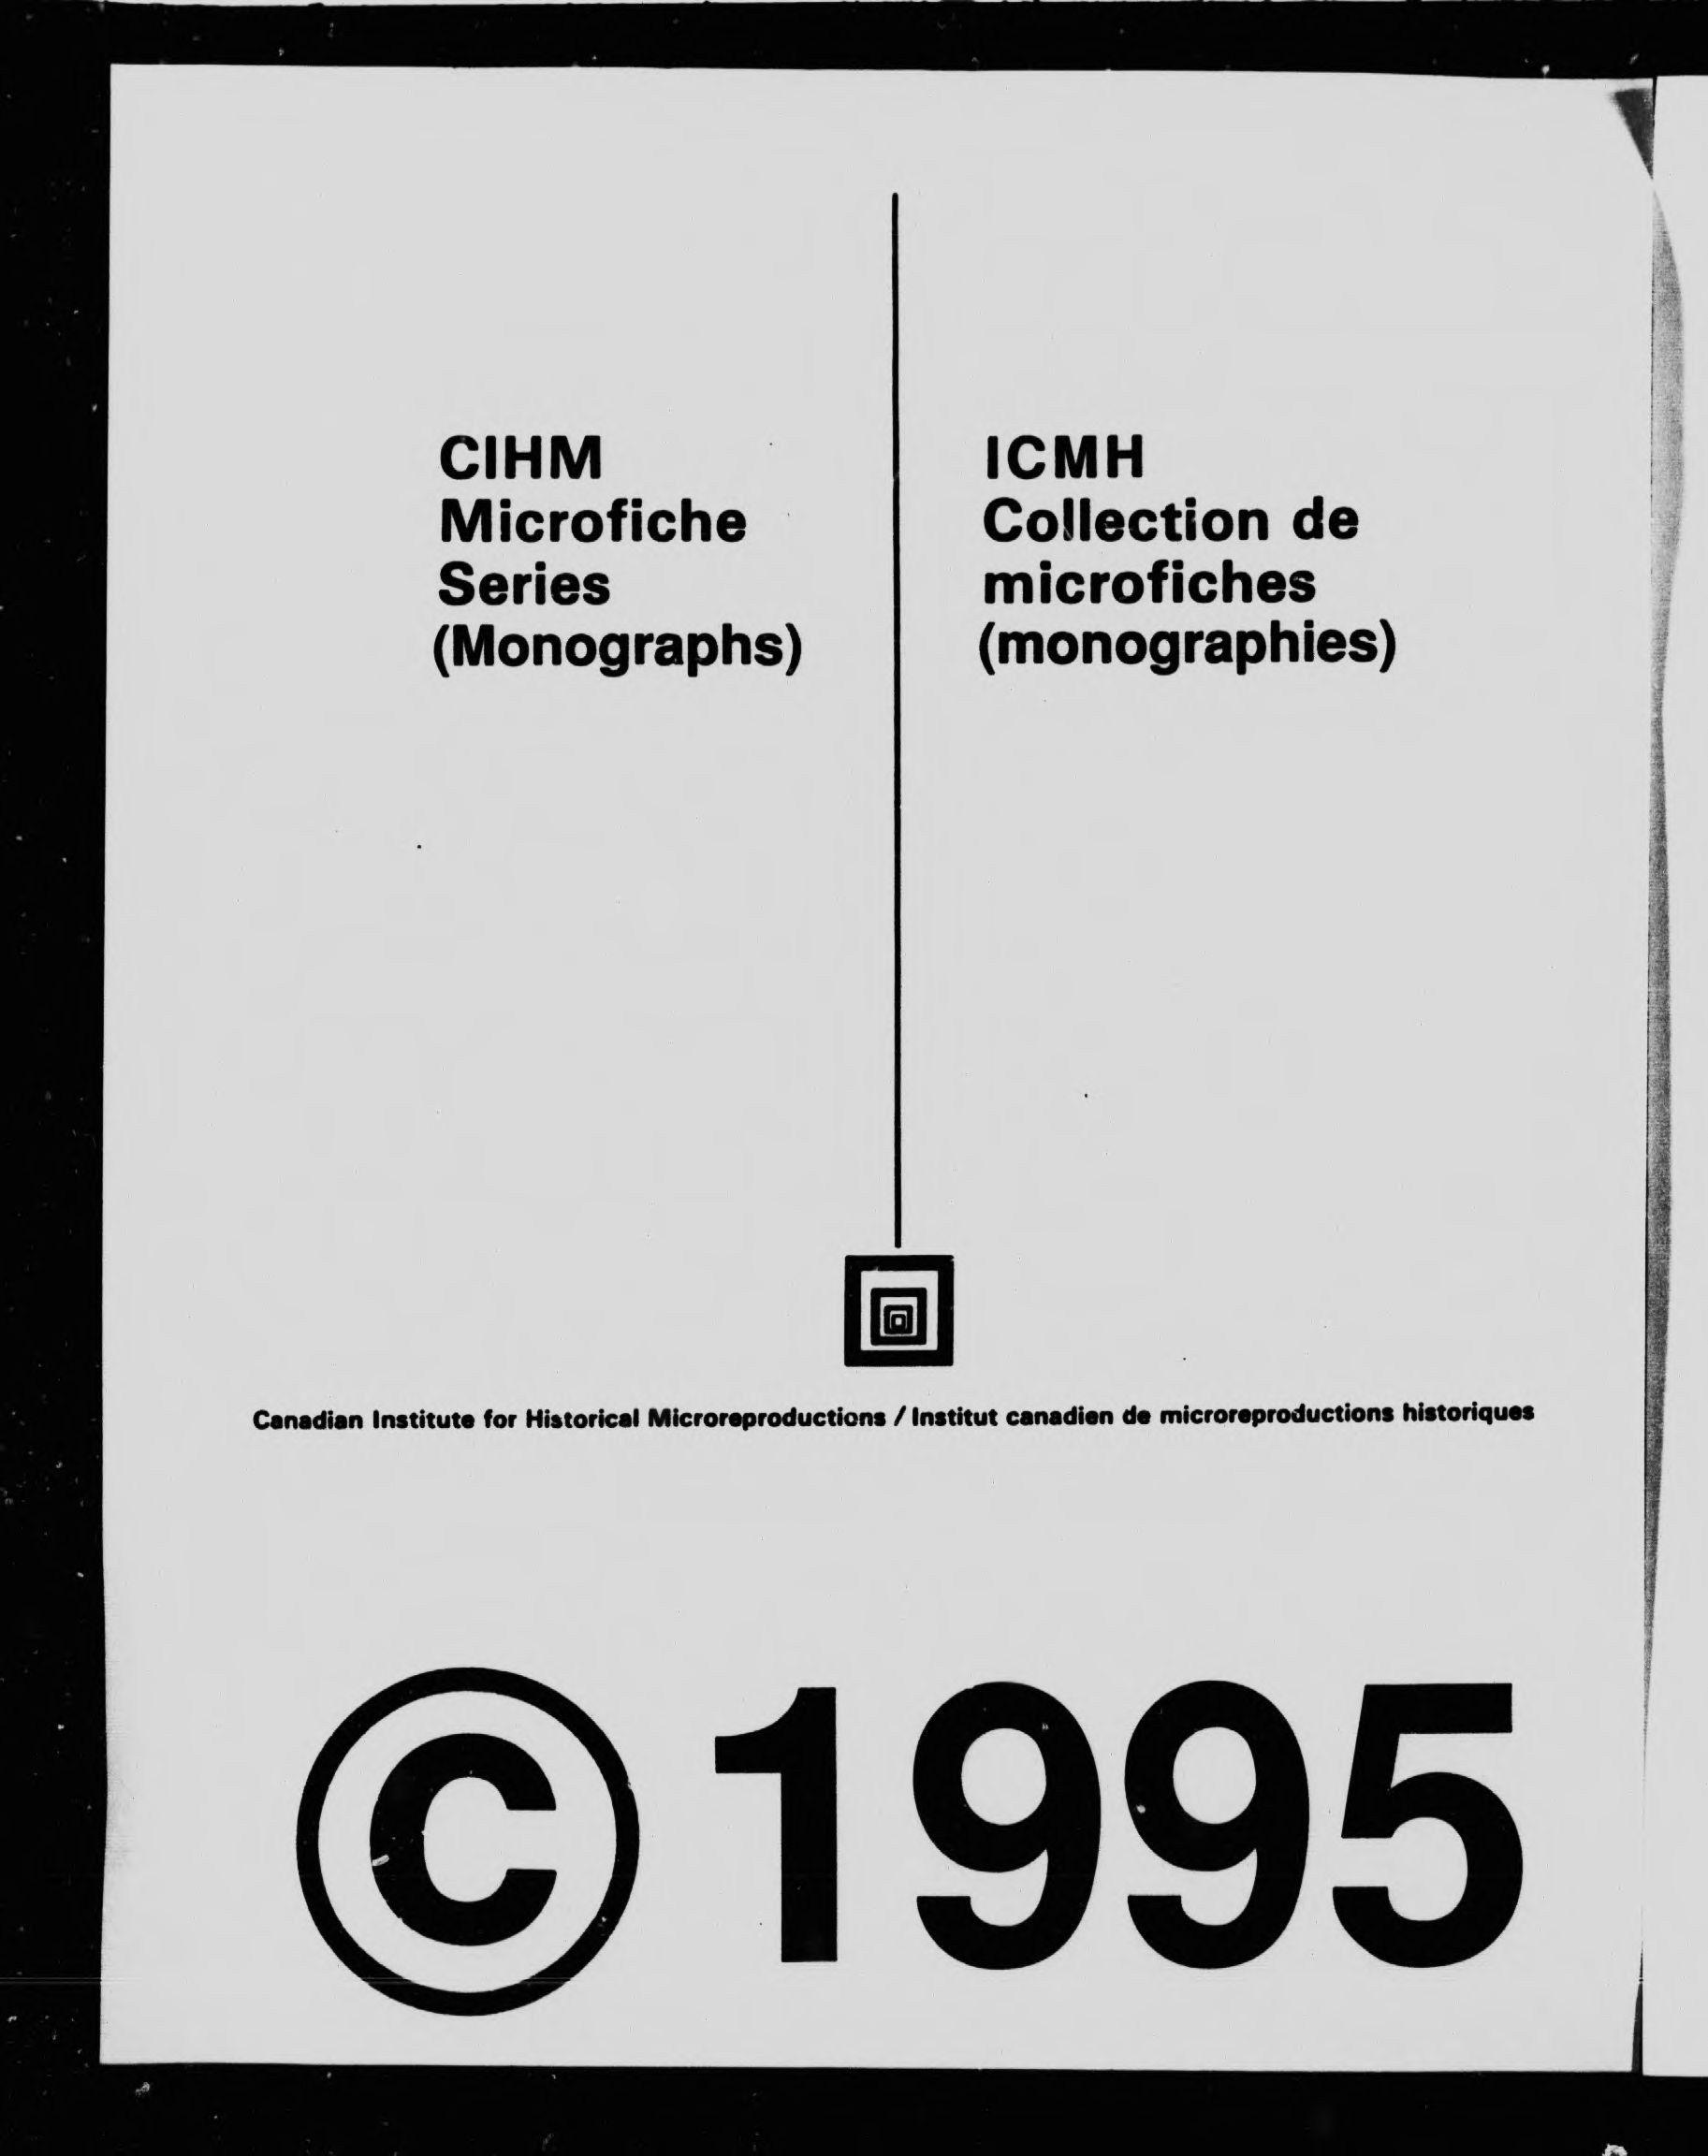 CIHM
Microfiche
Series
(Monographs)
ICMH
Collection de
microfiches
(monographies)
Canadian Institute for Historical Microreproductions / Institut canadien de microreproductions historiques
© 1995